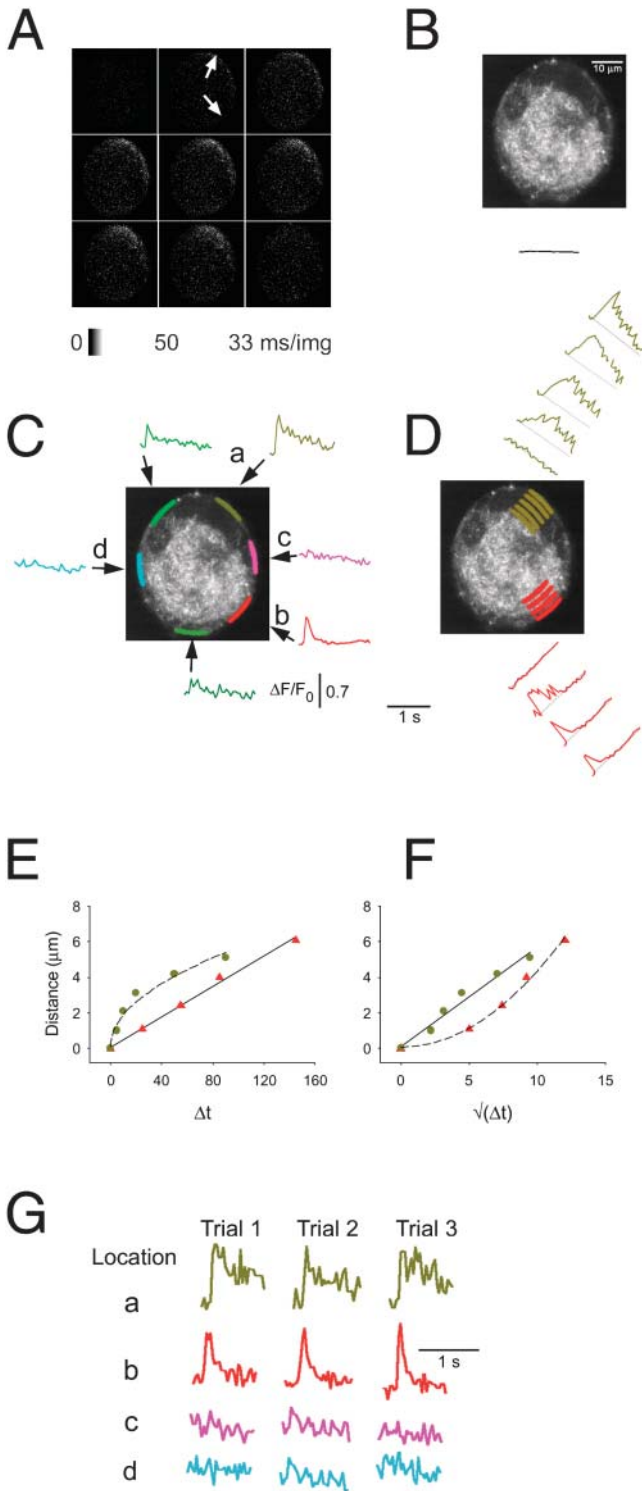 A
B
10 μm
0
50
33 ms/img
C
D
a
d
c
b
ΔF/F0
0.7
1 s
E
F
8
6
4
2
0
Distance (μm)
0
40
80
120
160
Δt
8
6
4
2
0
0
5
10
15
√(Δt)
G
Location
Trial 1
Trial 2
Trial 3
a
b
1 s
c
d